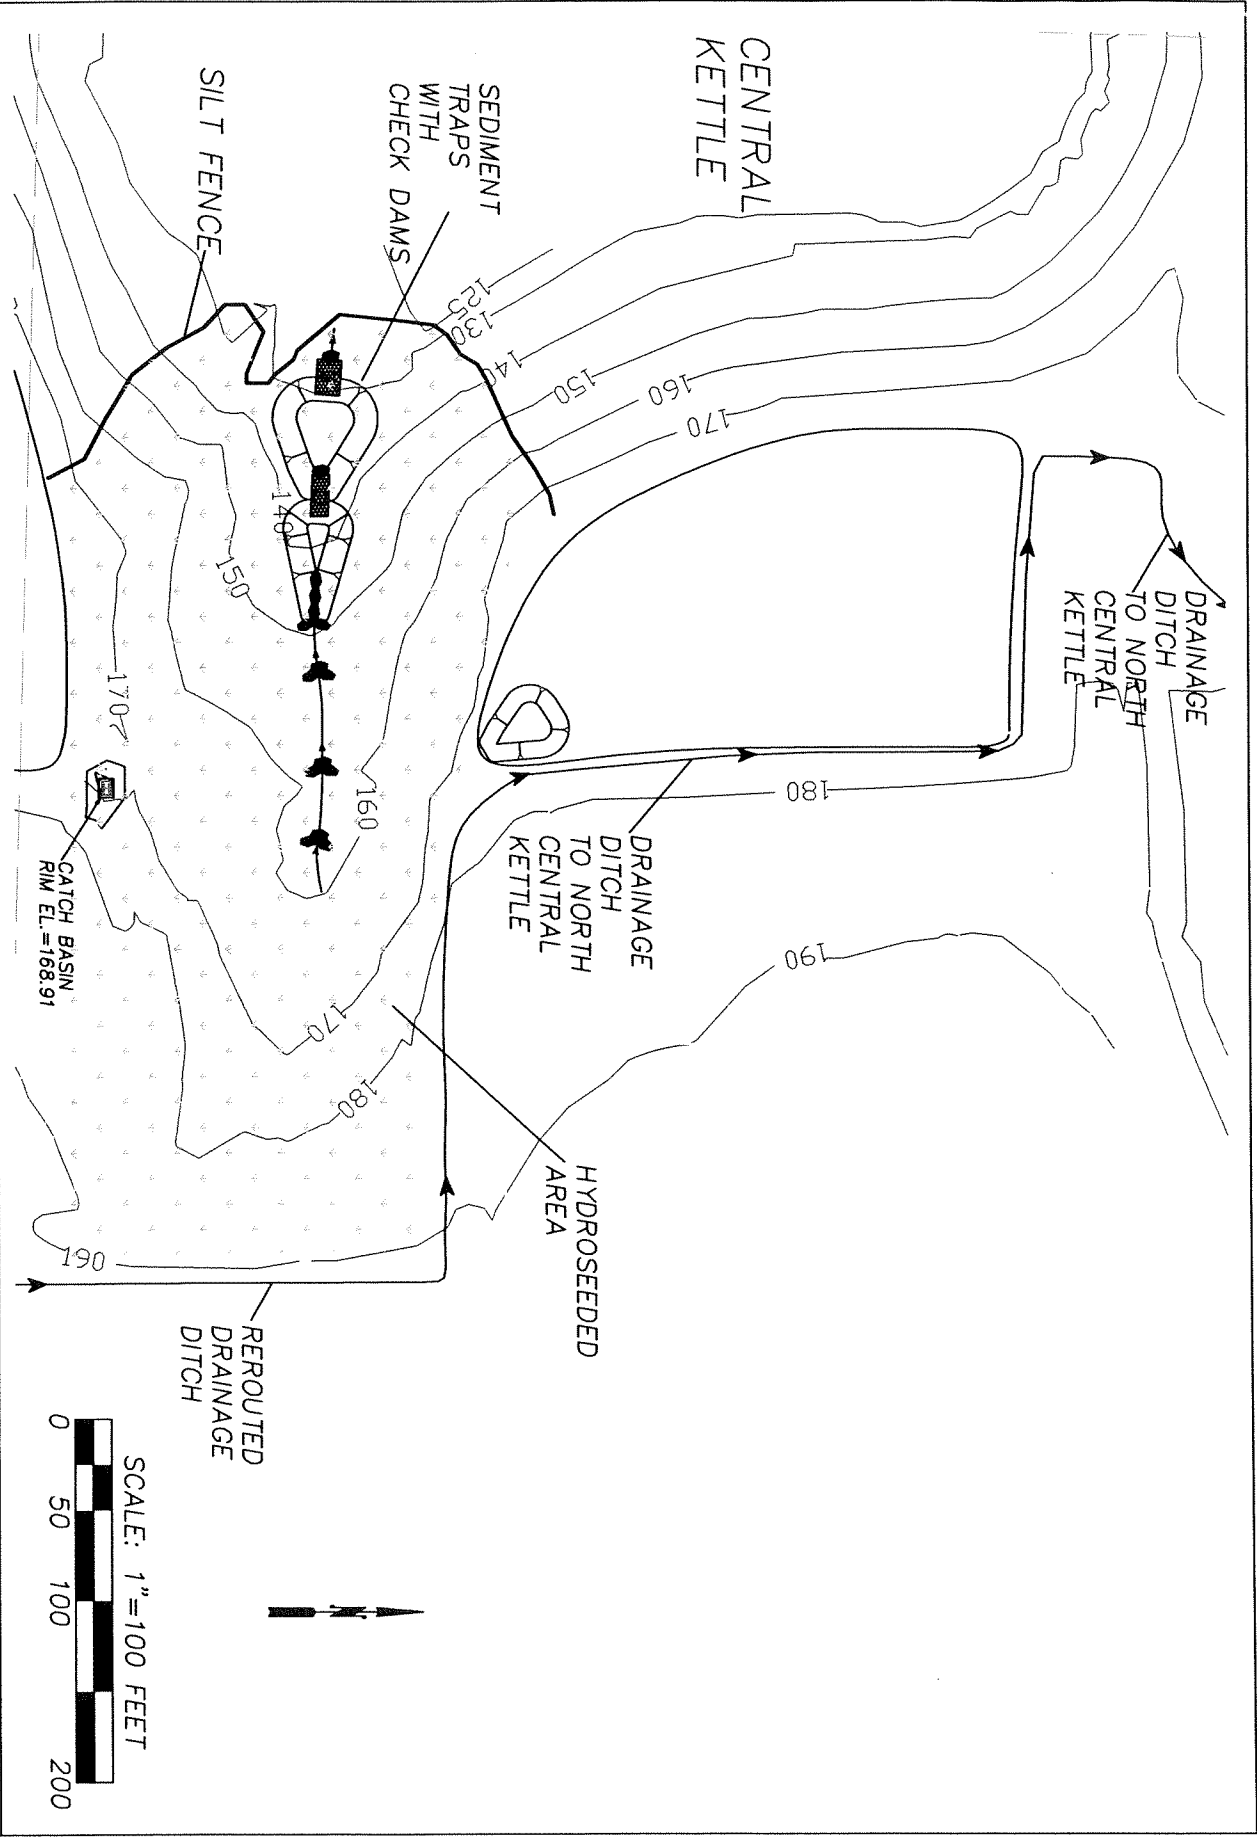 CENTRAL
KETTLE
SEDIMENT
TRAPS
WITH
CHECK DAMS
SILT FENCE
DRAINAGE
DITCH
TO NORTH
CENTRAL
KETTLE
DRAINAGE
DITCH
TO NORTH
CENTRAL
KETTLE
125
130
140
150
160
170
180
190
140
150
160
170
170
180
190
CATCH BASIN
RIM EL.=168.91
HYDROSEEDED
AREA
REROUTED
DRAINAGE
DITCH
SCALE: 1"=100 FEET
0 50 100 200
N